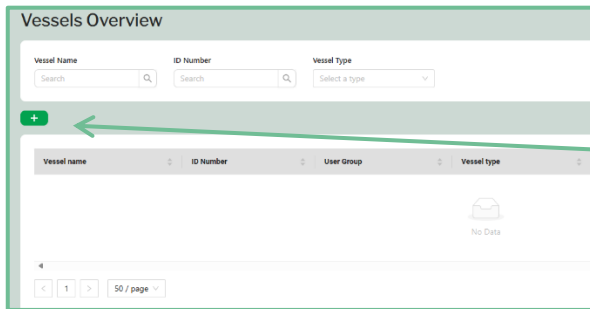 Vessels Overview
Vessel Name ID Number Vessel Type
Search Search Select a type
+
Vessel name ID Number User Group Vessel type
No Data
< 1 > 50 / page